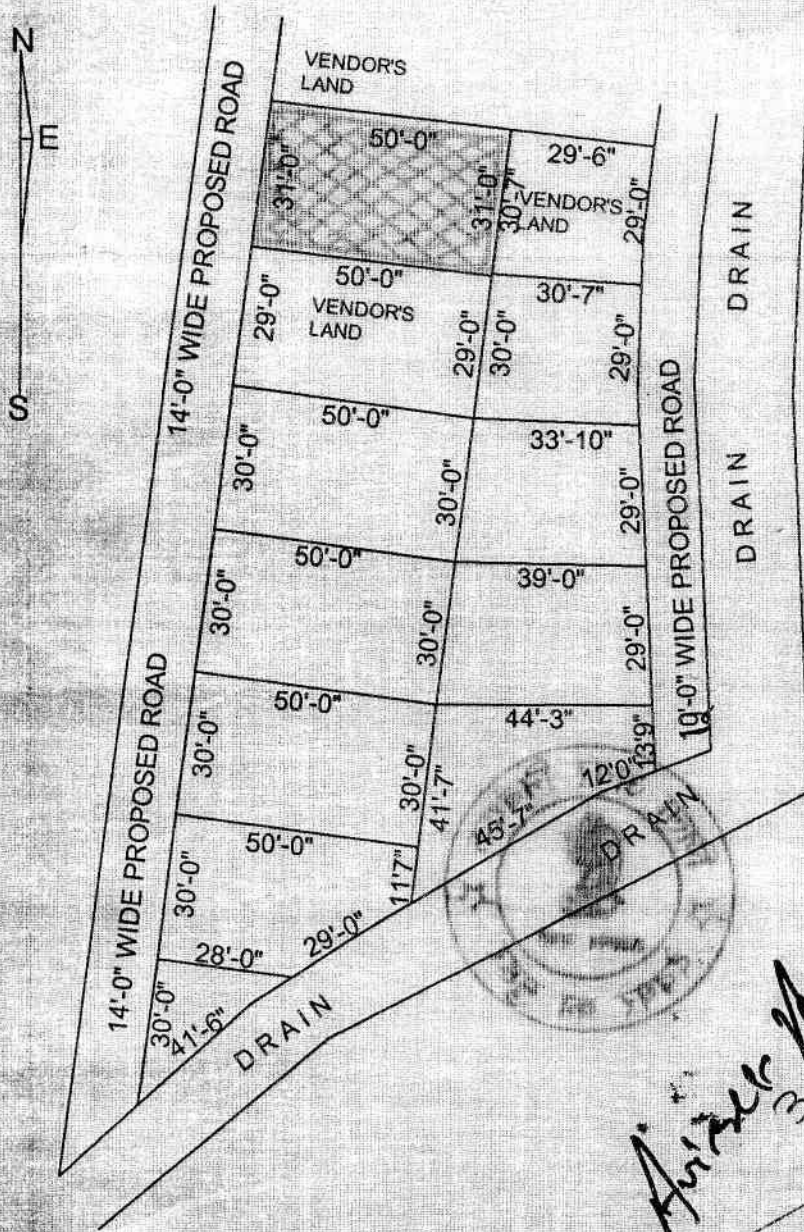 N
E
S
VENDOR'S
LAND
14'-0" WIDE PROPOSED ROAD
50'-0"
31'-0"
31'-0"
30'-7"
29'-6"
VENDOR'S
LAND
29'-0"
DRAIN
50'-0"
VENDOR'S
LAND
29'-0"
29'-0"
30'-0"
30'-7"
29'-0"
50'-0"
30'-0"
30'-0"
33'-10"
29'-0"
10'-0" WIDE PROPOSED ROAD
DRAIN
50'-0"
30'-0"
30'-0"
39'-0"
29'-0"
14'-0" WIDE PROPOSED ROAD
50'-0"
30'-0"
30'-0"
41'-7"
44'-3"
13'9"
12'0"
45'-7"
DRAIN
50'-0"
30'-0"
11'7"
29'-0"
28'-0"
30'-0"
41'-6"
DRAIN